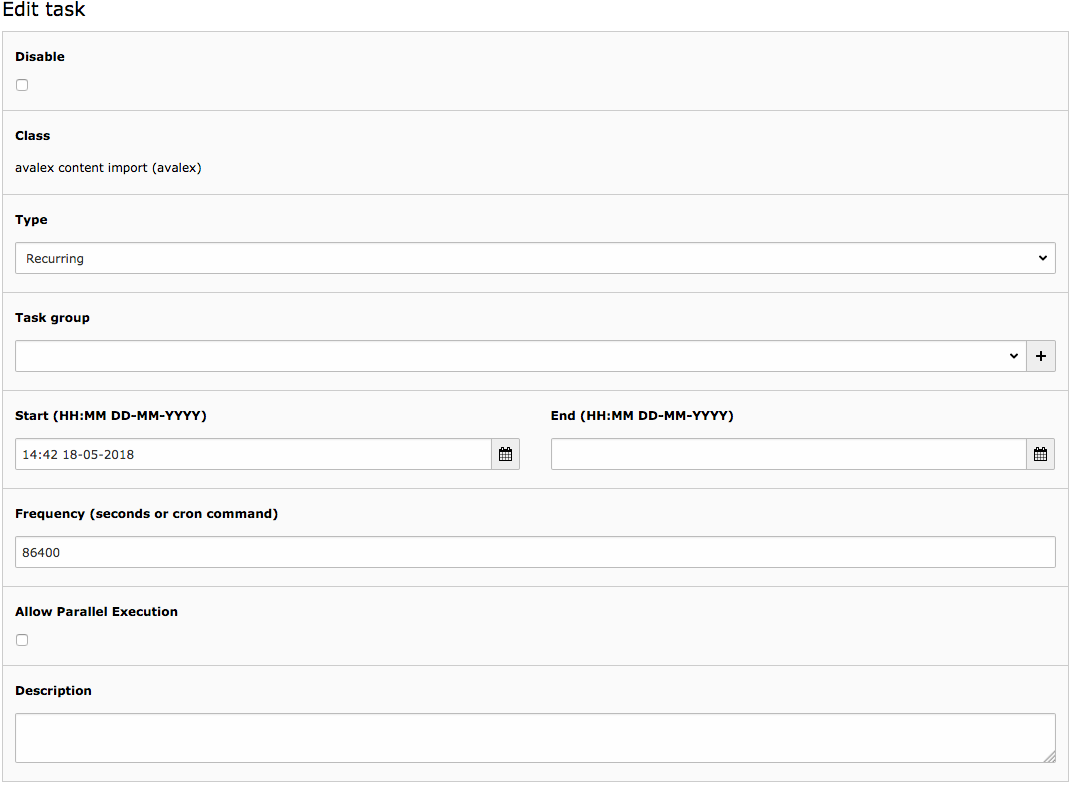 Edit task
Disable
Class
avalex content import (avalex)
Type
Recurring
Task group
Start (HH:MM DD-MM-YYYY)
End (HH:MM DD-MM-YYYY)
14:42 18-05-2018
Frequency (seconds or cron command)
86400
Allow Parallel Execution
Description